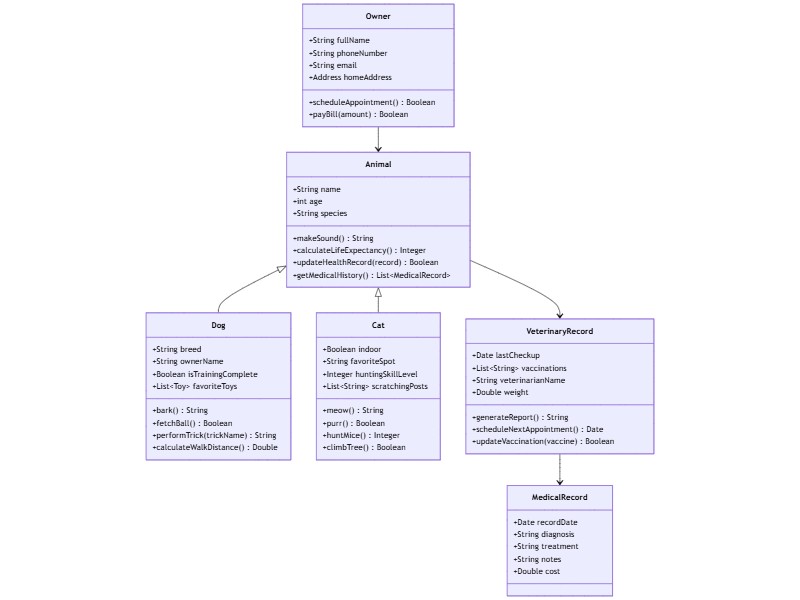 Owner
+String fullName
+String phoneNumber
+String email
+Address homeAddress
+scheduleAppointment() : Boolean
+payBill(amount) : Boolean
Animal
+String name
+int age
+String species
+makeSound() : String
+calculateLifeExpectancy() : Integer
+updateHealthRecord(record) : Boolean
+getMedicalHistory() : List<MedicalRecord>
Dog
+String breed
+String ownerName
+Boolean isTrainingComplete
+List<Toy> favoriteToys
+bark() : String
+fetchBall() : Boolean
+performTrick(trickName) : String
+calculateWalkDistance() : Double
Cat
+Boolean indoor
+String favoriteSpot
+Integer huntingSkillLevel
+List<String> scratchingPosts
+meow() : String
+purr() : Boolean
+huntMice() : Integer
+climbTree() : Boolean
VeterinaryRecord
+Date lastCheckup
+List<String> vaccinations
+String veterinarianName
+Double weight
+generateReport() : String
+scheduleNextAppointment() : Date
+updateVaccination(vaccine) : Boolean
MedicalRecord
+Date recordDate
+String diagnosis
+String treatment
+String notes
+Double cost